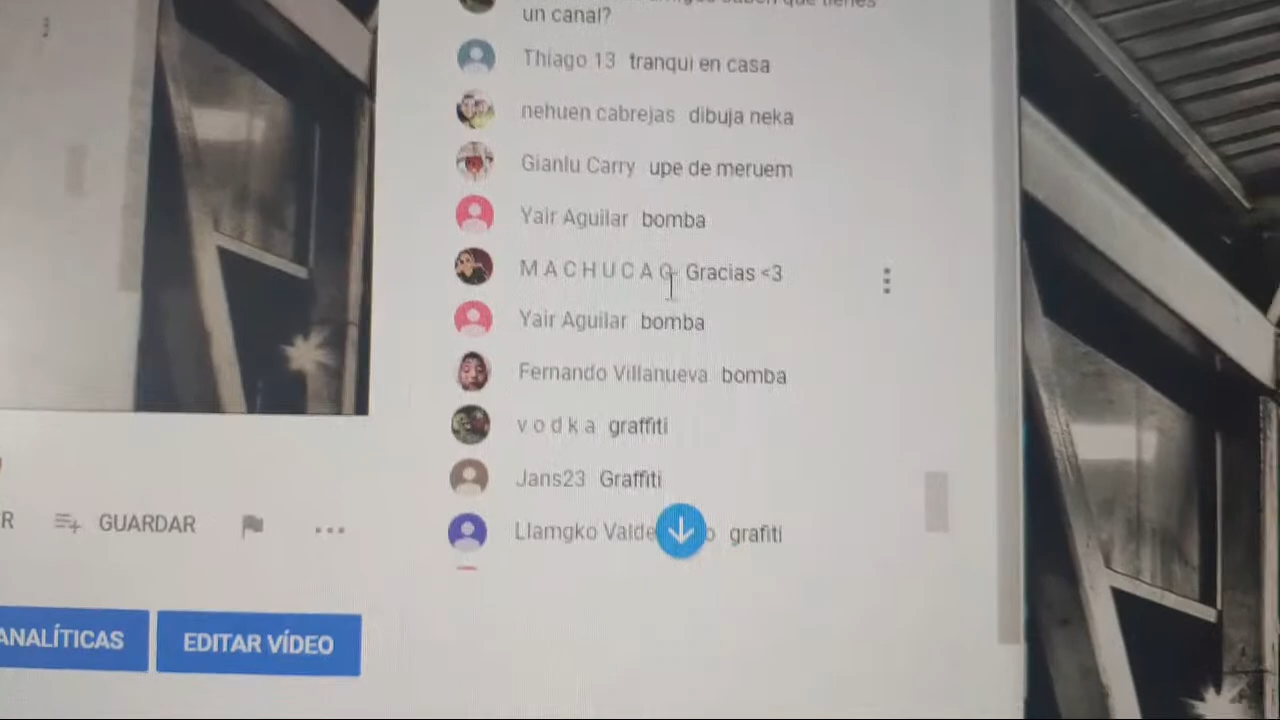 un canal?
Thiago 13 tranqui en casa
nehuen cabrejas dibuja neka
Gianlu Carry upe de meruem
Yair Aguilar bomba
M A C H U C A Gracias <3
Yair Aguilar bomba
Fernando Villanueva bomba
v o d k a graffiti
Jans23 Graffiti
Llamgko grafiti
GUARDAR
ANALÍTICAS
EDITAR VÍDEO